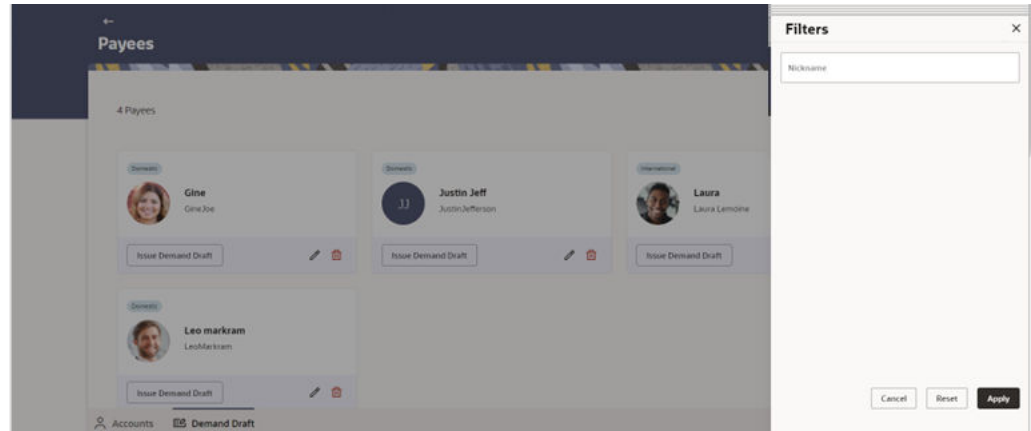 Payees
4 Payees
Domestic
Gine
GineJoe
Issue Demand Draft
Domestic
JJ
Justin Jeff
JustinJefferson
Issue Demand Draft
International
Laura
Laura Lemoine
Issue Demand Draft
Domestic
Leo markram
LeoMarkram
Issue Demand Draft
Accounts
Demand Draft
Filters
Nickname
Cancel Reset Apply